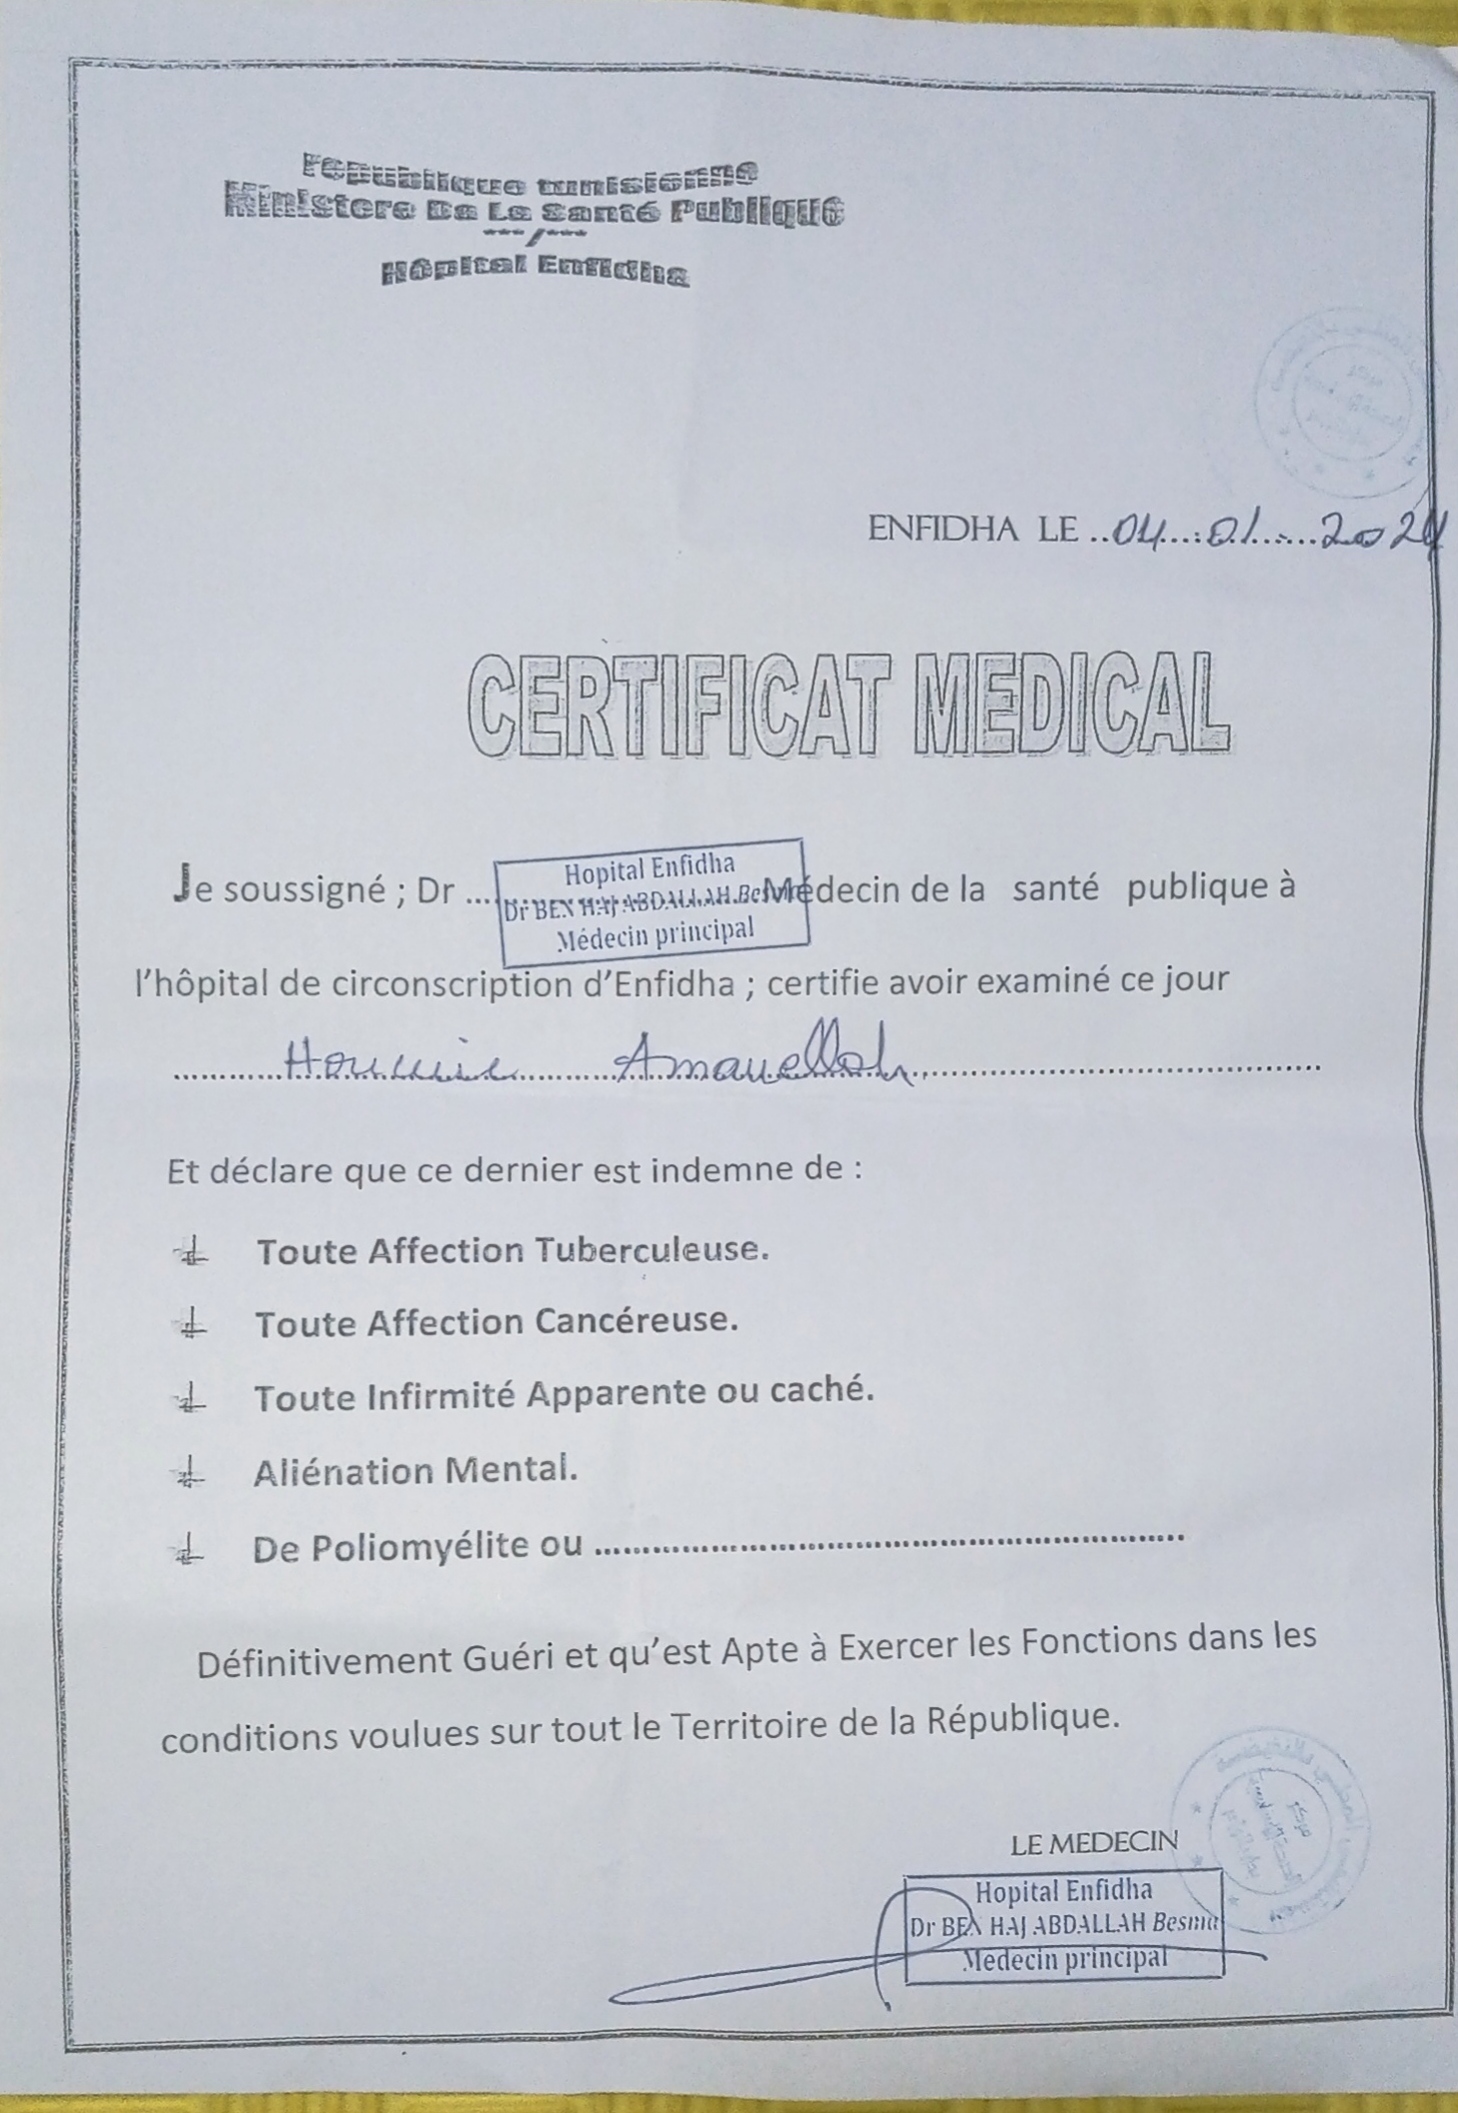 republique tunisienne
Ministere De La Santé Publique
***/***
Hôpital Enfidha
ENFIDHA LE ..04....01......2024
CERTIFICAT MEDICAL
Je soussigné ; Dr .... Médecin de la santé publique à
Hopital Enfidha
Dr BEN HAJ ABDALLAH Besma
Médecin principal
l'hôpital de circonscription d'Enfidha ; certifie avoir examiné ce jour
Amanellah
Et déclare que ce dernier est indemne de :
Toute Affection Tuberculeuse.
Toute Affection Cancéreuse.
Toute Infirmité Apparente ou caché.
Aliénation Mental.
De Poliomyélite ou ..........................................................
Définitivement Guéri et qu'est Apte à Exercer les Fonctions dans les
conditions voulues sur tout le Territoire de la République.
LE MEDECIN
Hopital Enfidha
Dr BEN HAJ ABDALLAH Besma
Medecin principal